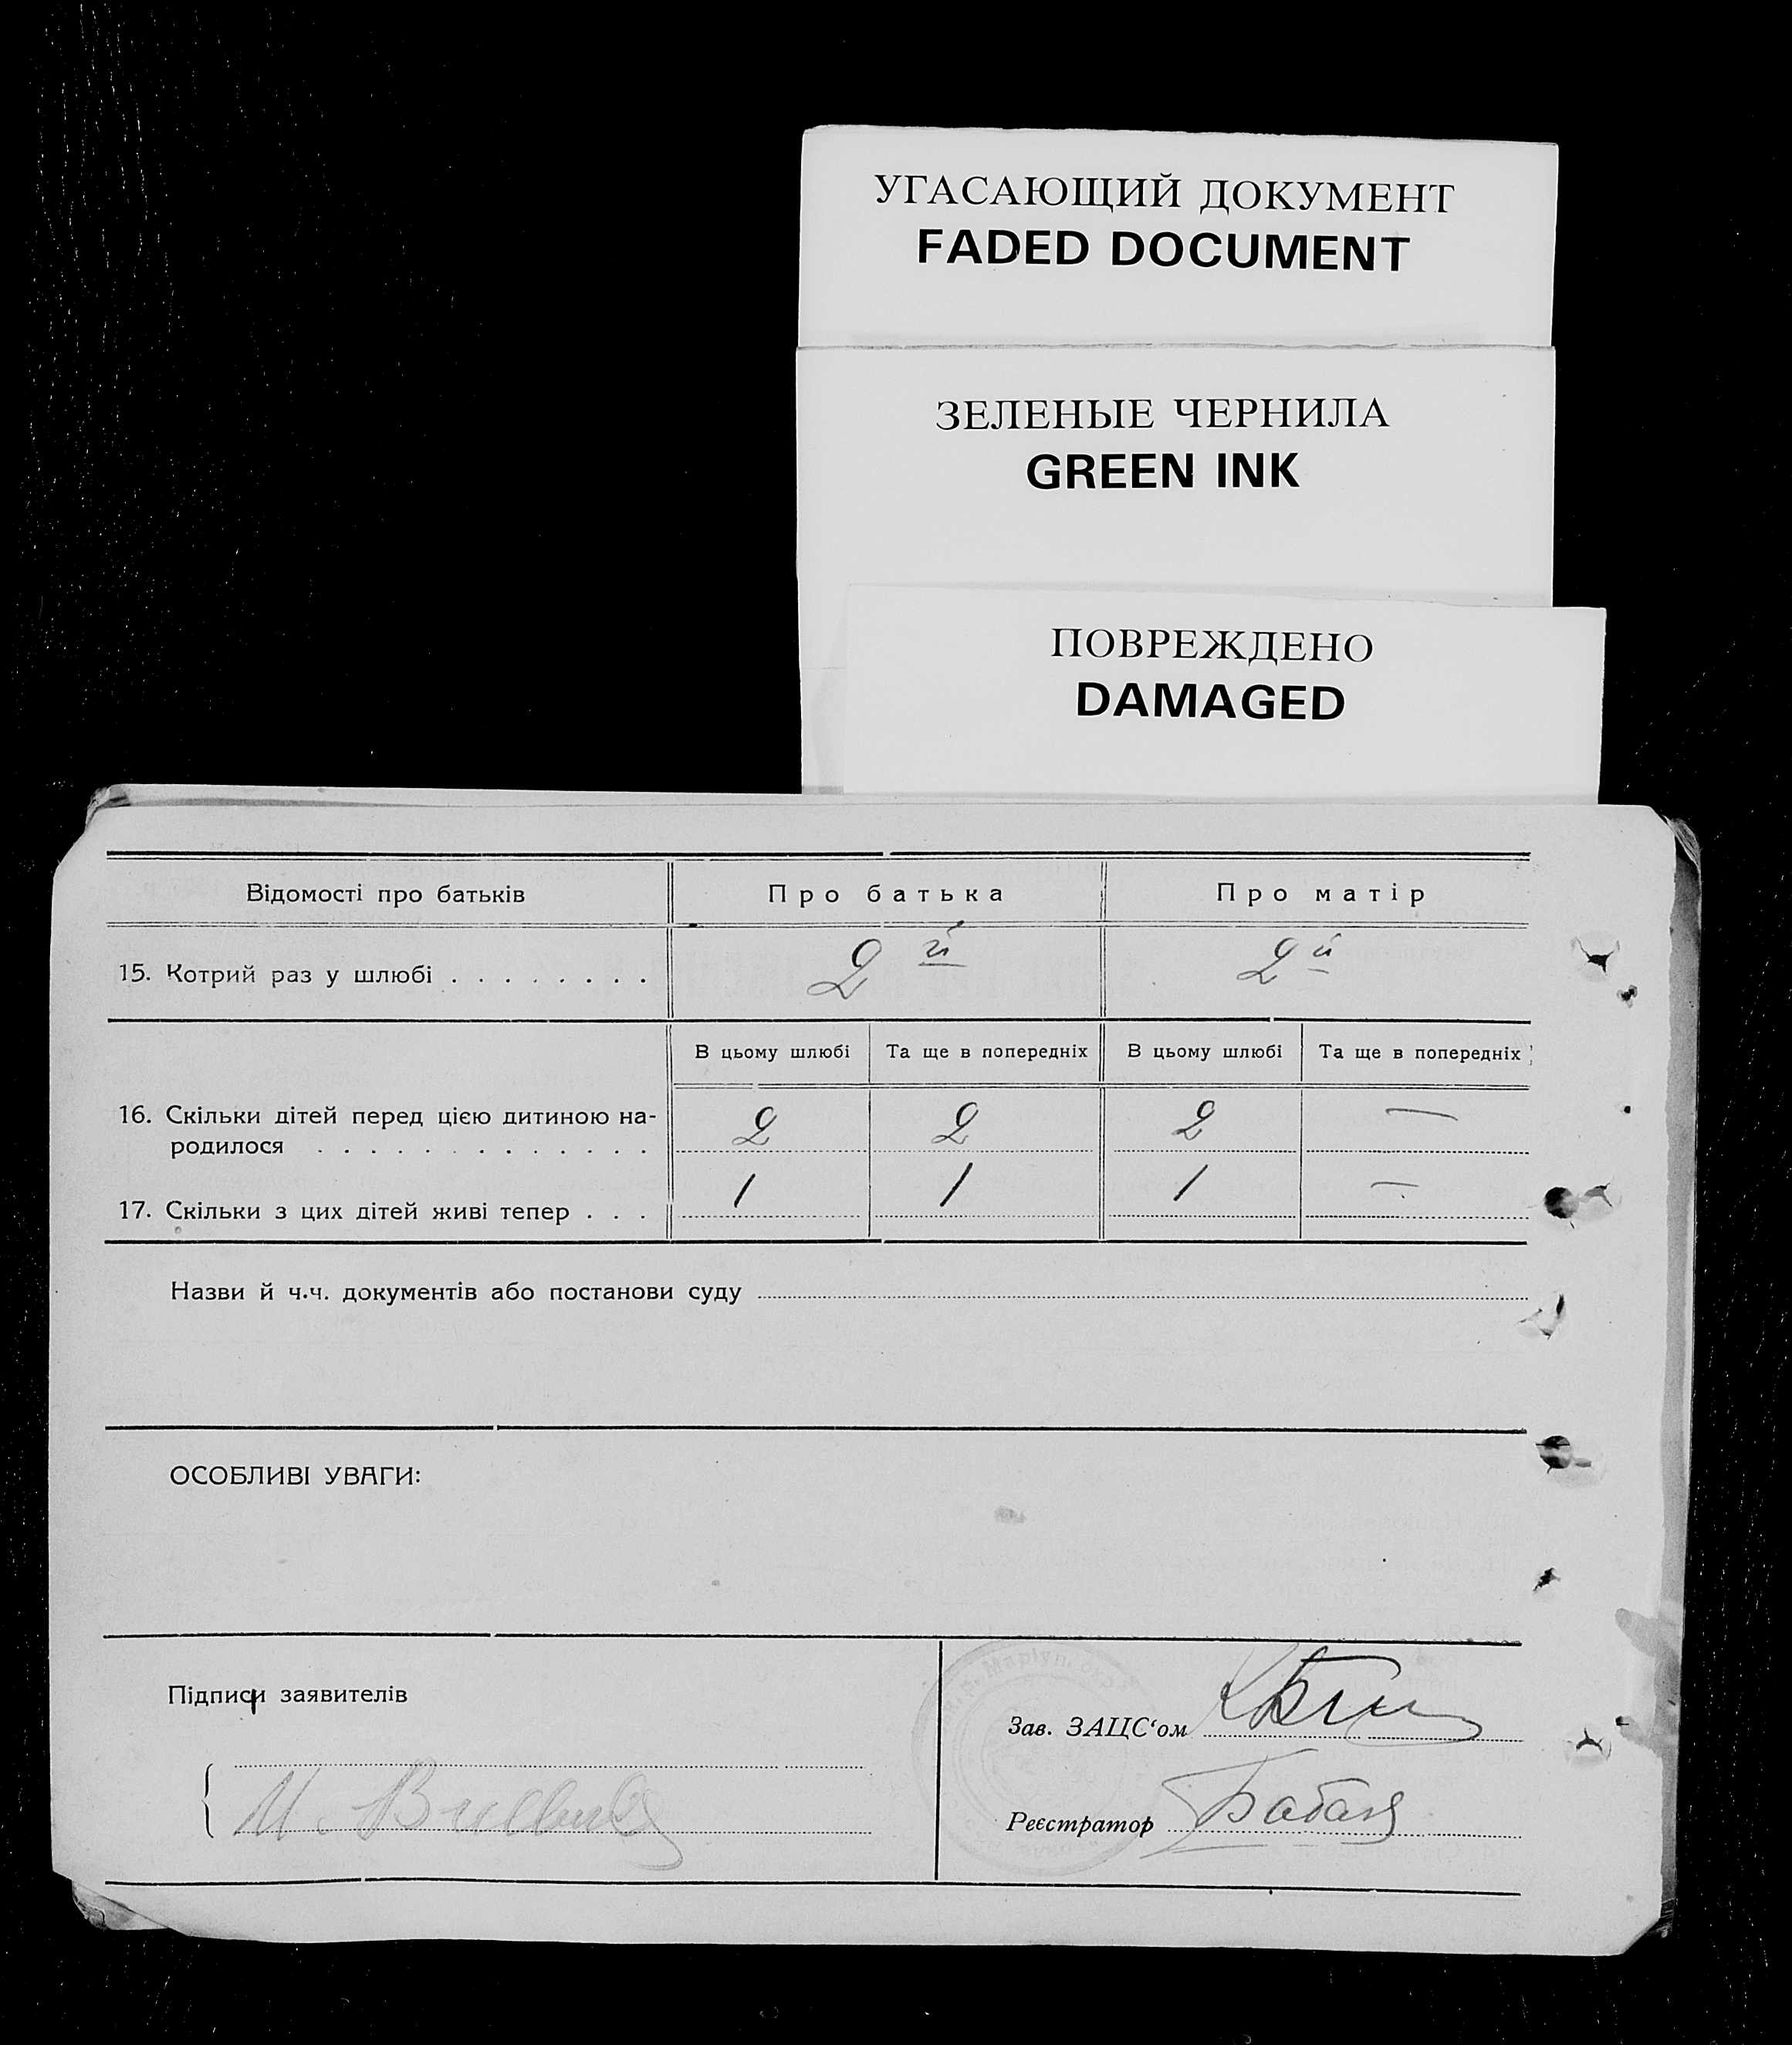 УГАСАЮЩИЙ ДОКУМЕНТ
FADED DOCUMENT
ЗЕЛЕНЫЕ ЧЕРНИЛА
GREEN INK
ПОВРЕЖДЕНО
DAMAGED
Відомості про батьків Про батька Про матір
15. Котрий раз у шлюбі . . . . . . . . 2й 2й
В цьому шлюбі Та ще в попередніх В цьому шлюбі Та ще в попередніх
16. Скільки дітей перед цією дитиною на-
родилося . . . . . . . . . . . . . 2 2 2 —
17. Скільки з цих дітей живі тепер . . . 1 1 1 —
Назви й ч.ч. документів або постанови суду
ОСОБЛИВІ УВАГИ:
Підписи заявителів
Зав. ЗАЦС‘ом
Реєстратор